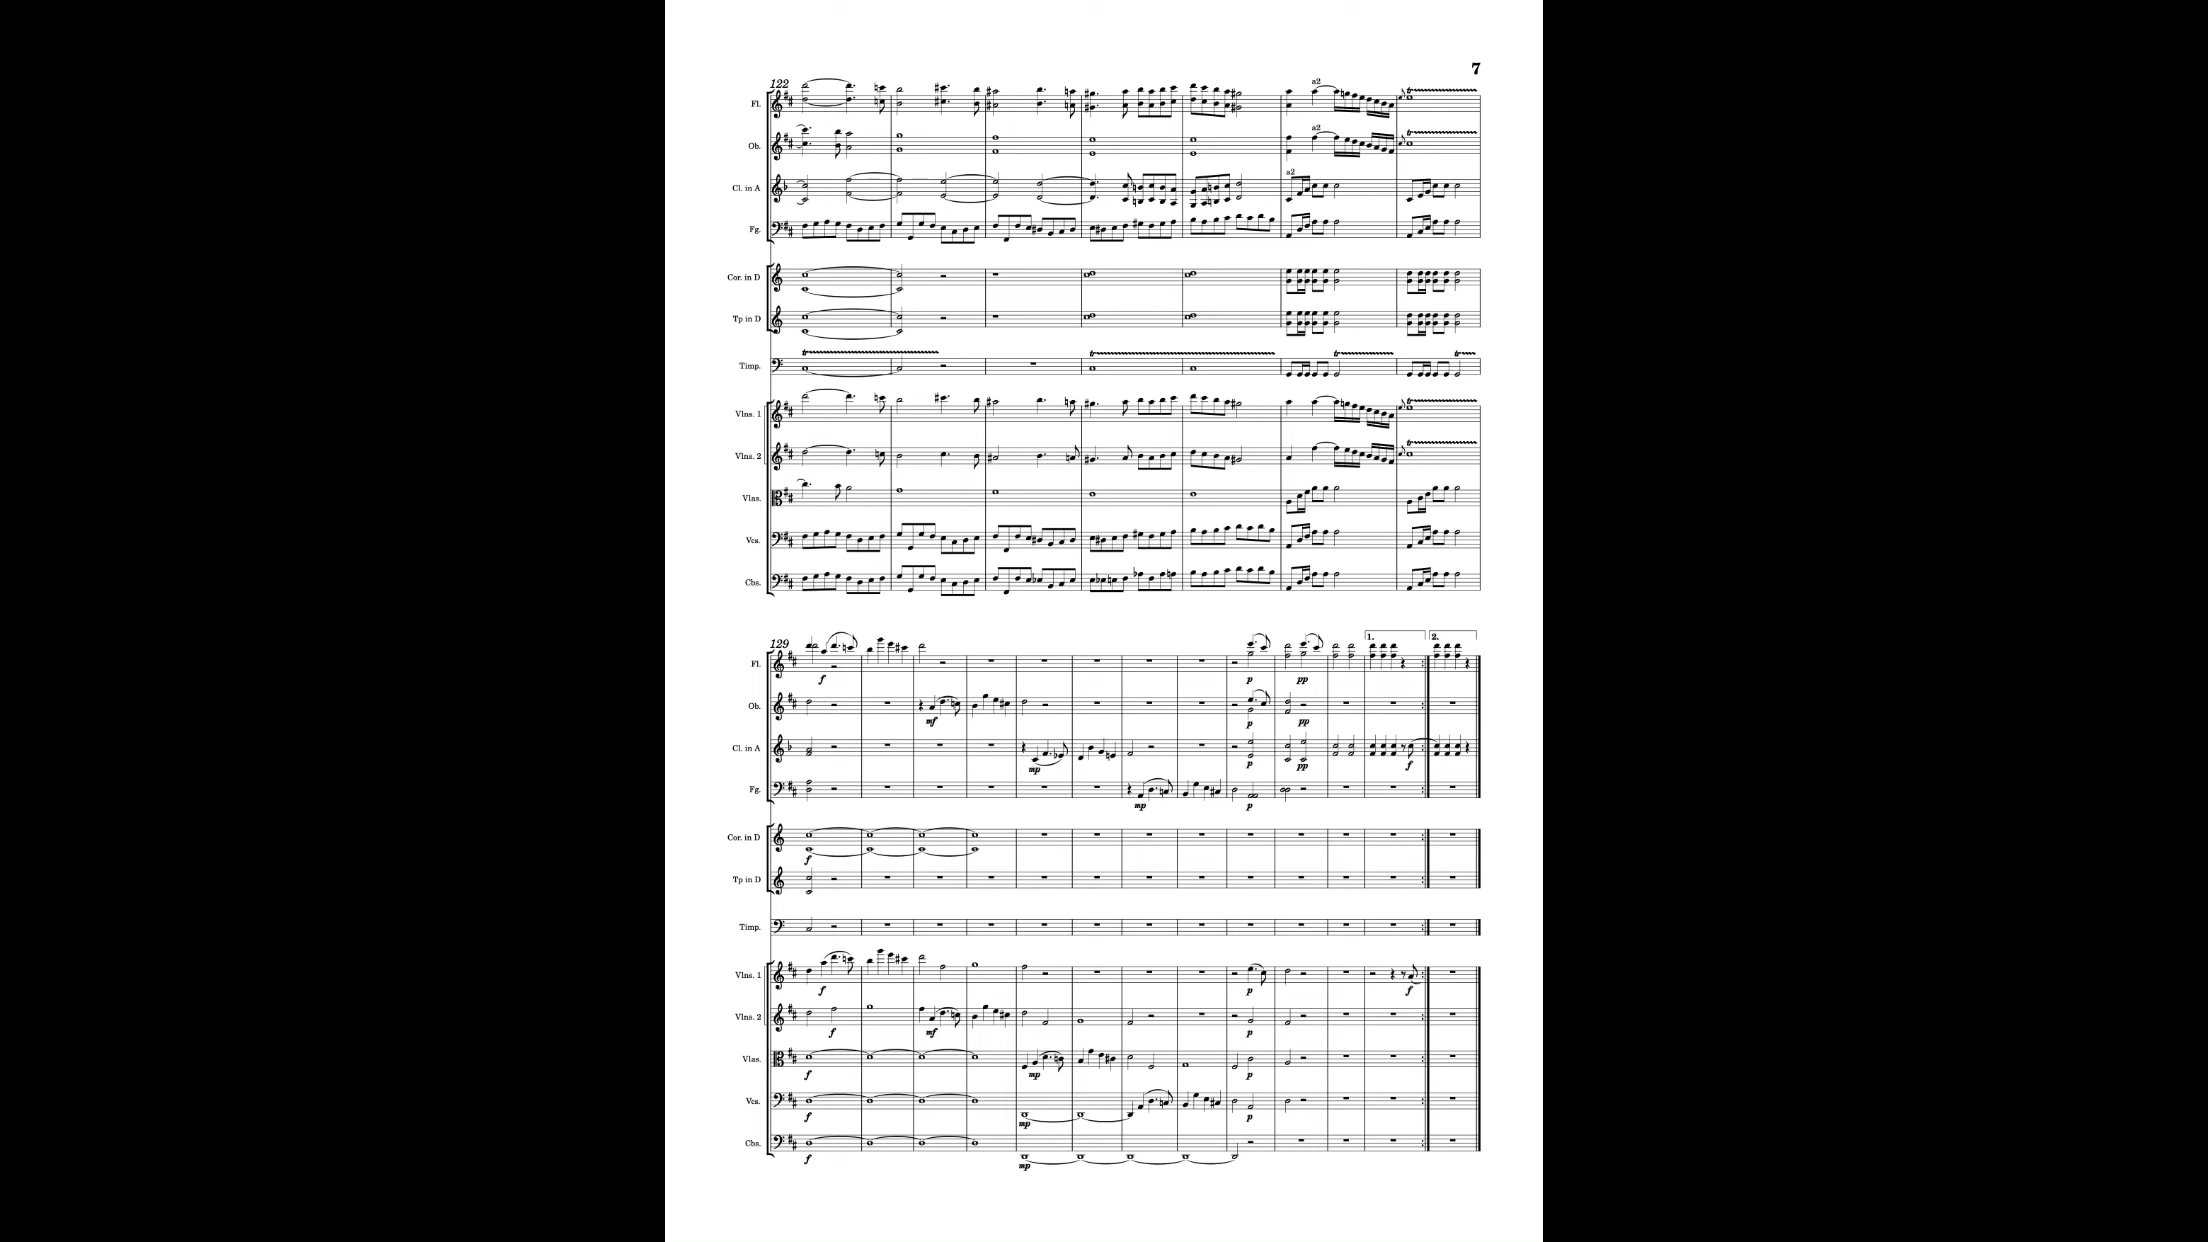 7
122
a2
Fl.
a2
Ob.
a2
Cl. in A
Fg.
Cor. in D
Tp in D
Timp.
Vlns. 1
Vlns. 2
Vlas.
Vcs.
Cbs.
129 1. 2.
Fl.
f p pp
Ob.
mf p pp
Cl. in A
mp p pp f
Fg.
mp p
Cor. in D
f
Tp in D
Timp.
Vlns. 1
f p f
Vlns. 2
f mf p
Vlas.
f mp p
Vcs.
f mp p
Cbs.
f mp